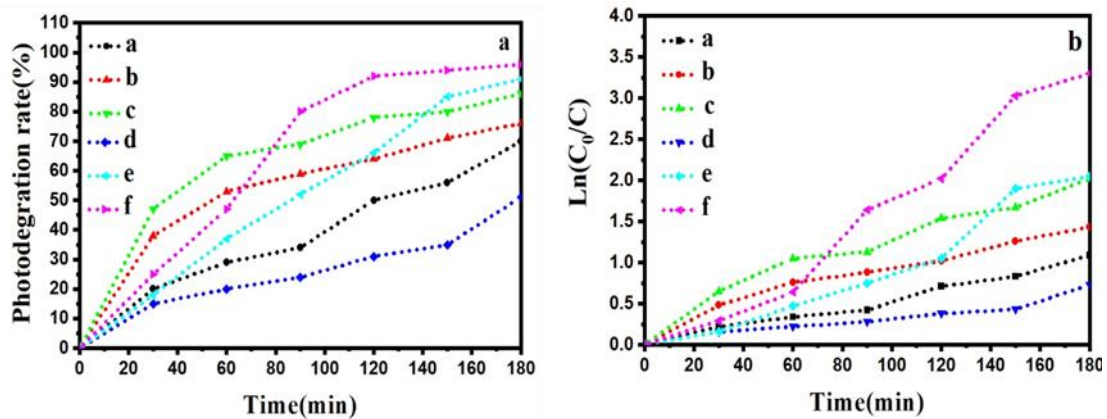 110
100
90
80
70
60
50
40
30
20
10
0
Photodegration rate(%)
a
b
c
d
e
f
a
0 20 40 60 80 100 120 140 160 180
Time(min)
4.0
3.5
3.0
2.5
2.0
1.5
1.0
0.5
0.0
Ln(C₀/C)
a
b
c
d
e
f
b
0 20 40 60 80 100 120 140 160 180
Time(min)